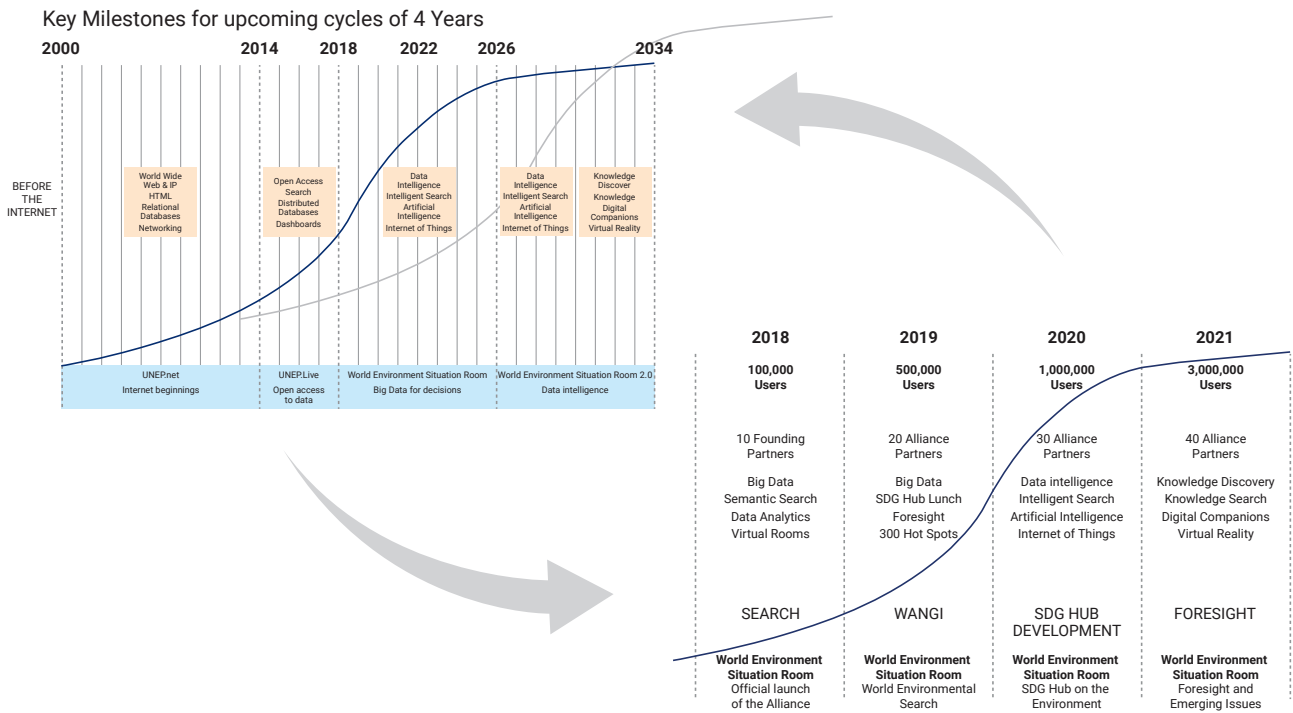 Key Milestones for upcoming cycles of 4 Years
2000
2014
2018
2022
2026
2034
BEFORE
THE
INTERNET
World Wide
Web & IP
HTML
Relational
Databases
Networking
Open Access
Search
Distributed
Databases
Dashboards
Data
Intelligence
Intelligent Search
Artificial
Intelligence
Internet of Things
Data
Intelligence
Intelligent Search
Artificial
Intelligence
Internet of Things
Knowledge
Discover
Knowledge
Digital
Companions
Virtual Reality
UNEP.net
Internet beginnings
UNEP.Live
Open access
to data
World Environment Situation Room
Big Data for decisions
World Environment Situation Room 2.0
Data intelligence
2018
100,000
Users
10 Founding
Partners
Big Data
Semantic Search
Data Analytics
Virtual Rooms
SEARCH
World Environment
Situation Room
Official launch
of the Alliance
2019
500,000
Users
20 Alliance
Partners
Big Data
SDG Hub Lunch
Foresight
300 Hot Spots
WANGI
World Environment
Situation Room
World Environmental
Search
2020
1,000,000
Users
30 Alliance
Partners
Data intelligence
Intelligent Search
Artificial Intelligence
Internet of Things
SDG HUB
DEVELOPMENT
World Environment
Situation Room
SDG Hub on the
Environment
2021
3,000,000
Users
40 Alliance
Partners
Knowledge Discovery
Knowledge Search
Digital Companions
Virtual Reality
FORESIGHT
World Environment
Situation Room
Foresight and
Emerging Issues